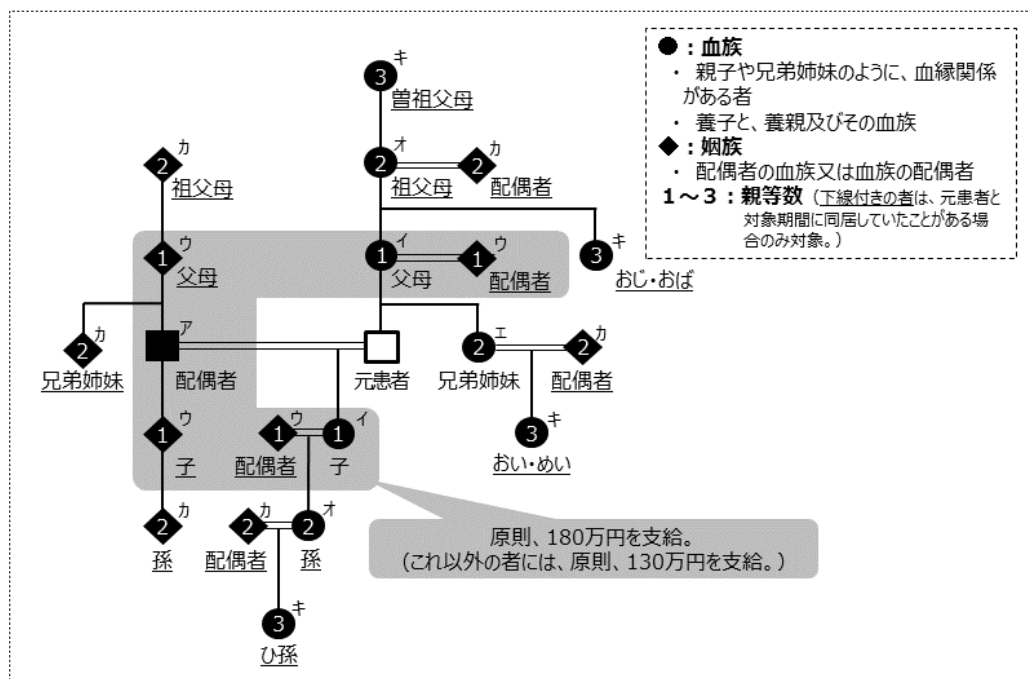 ●：血族
・ 親子や兄弟姉妹のように、血縁関係
がある者
・ 養子と、養親及びその血族
◆：姻族
・ 配偶者の血族又は血族の配偶者
1～3：親等数（下線付きの者は、元患者と
対象期間に同居していたことがある場
合のみ対象。）
3 キ
曽祖父母
2 カ
祖父母
2 オ
祖父母
2 カ
配偶者
1 ウ
父母
1 イ
父母
1 ウ
配偶者
3 キ
おじ・おば
2 カ
兄弟姉妹
ア
配偶者
元患者
2 エ
兄弟姉妹
2 カ
配偶者
1 ウ
子
1 ウ
配偶者
1 イ
子
3 キ
おい・めい
2 カ
孫
2 カ
配偶者
2 オ
孫
原則、180万円を支給。
（これ以外の者には、原則、130万円を支給。）
3 キ
ひ孫